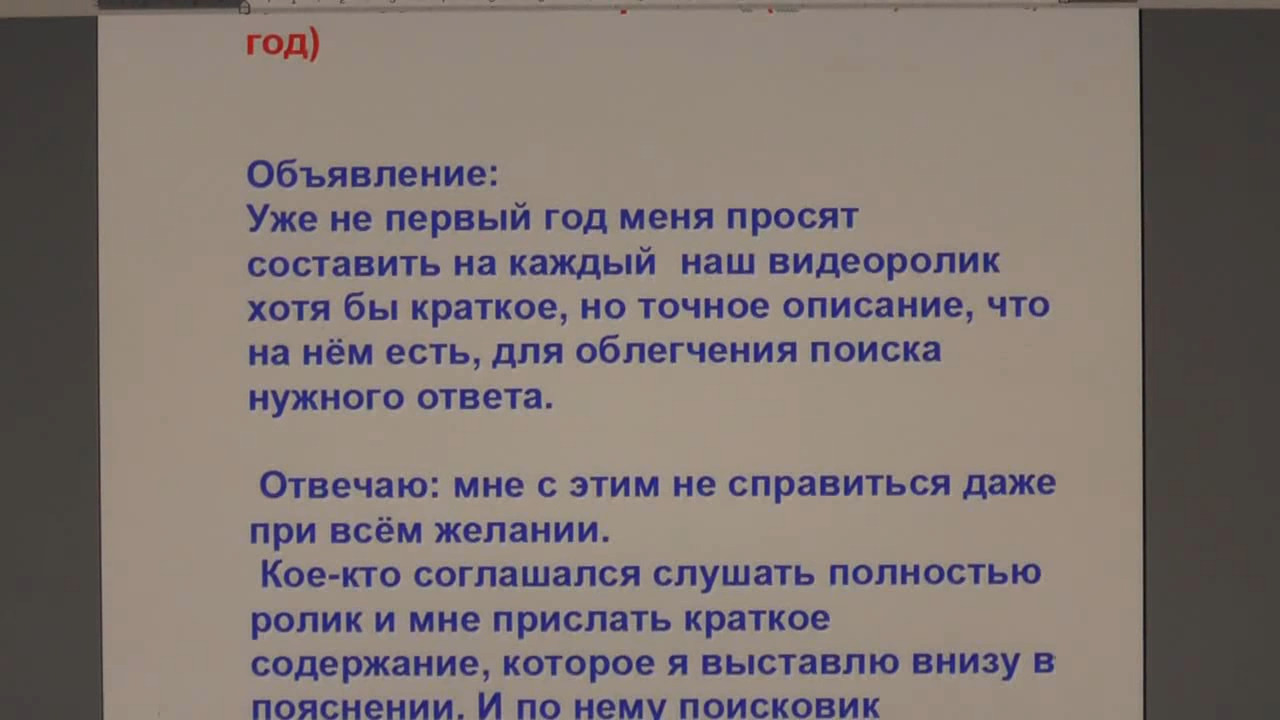 год)
Объявление:
Уже не первый год меня просят
составить на каждый наш видеоролик
хотя бы краткое, но точное описание, что
на нём есть, для облегчения поиска
нужного ответа.
Отвечаю: мне с этим не справиться даже
при всём желании.
Кое-кто соглашался слушать полностью
ролик и мне прислать краткое
содержание, которое я выставлю внизу в
пояснении. И по нему поисковик